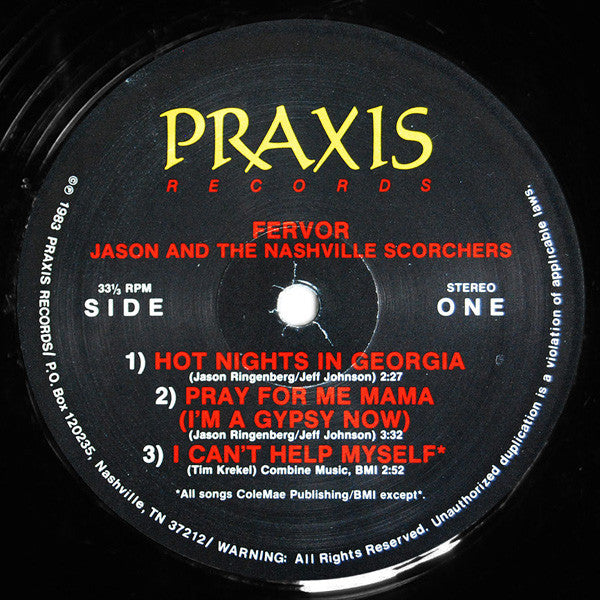 PRAXIS
RECORDS
FERVOR
JASON AND THE NASHVILLE SCORCHERS
33⅓ RPM
SIDE
STEREO
ONE
1) HOT NIGHTS IN GEORGIA
(Jason Ringenberg/Jeff Johnson) 2:27
2) PRAY FOR ME MAMA
(I'M A GYPSY NOW)
(Jason Ringenberg/Jeff Johnson) 3:32
3) I CAN'T HELP MYSELF*
(Tim Krekel) Combine Music, BMI 2:52
*All songs ColeMae Publishing/BMI except*.
©℗ 1983 PRAXIS RECORDS/ P.O. Box 120235, Nashville, TN 37212/ WARNING: All Rights Reserved. Unauthorized duplication is a violation of applicable laws.